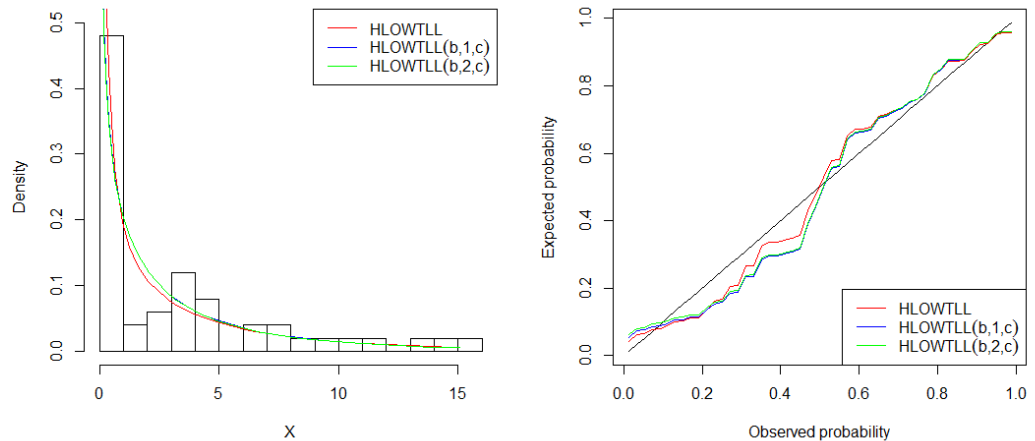 HLOWTLL
HLOWTLL(b,1,c)
HLOWTLL(b,2,c)
Density
0.0 0.1 0.2 0.3 0.4 0.5
0 5 10 15
X
Expected probability
0.0 0.2 0.4 0.6 0.8 1.0
HLOWTLL
HLOWTLL(b,1,c)
HLOWTLL(b,2,c)
0.0 0.2 0.4 0.6 0.8 1.0
Observed probability